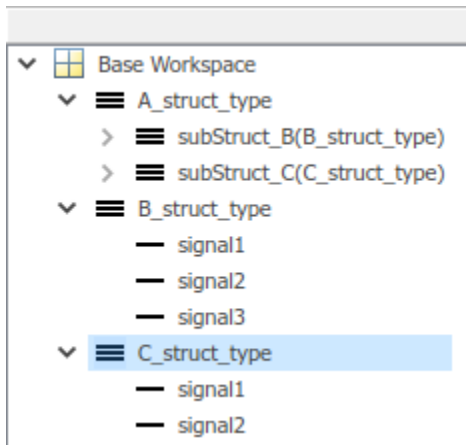 Base Workspace
A_struct_type
subStruct_B(B_struct_type)
subStruct_C(C_struct_type)
B_struct_type
signal1
signal2
signal3
C_struct_type
signal1
signal2